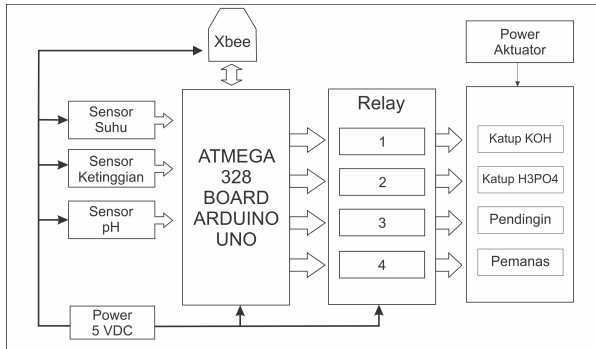 Xbee
Power
Aktuator
Sensor
Suhu
Sensor
Ketinggian
Sensor
pH
ATMEGA
328
BOARD
ARDUINO
UNO
Relay
1
2
3
4
Katup KOH
Katup H3PO4
Pendingin
Pemanas
Power
5 VDC